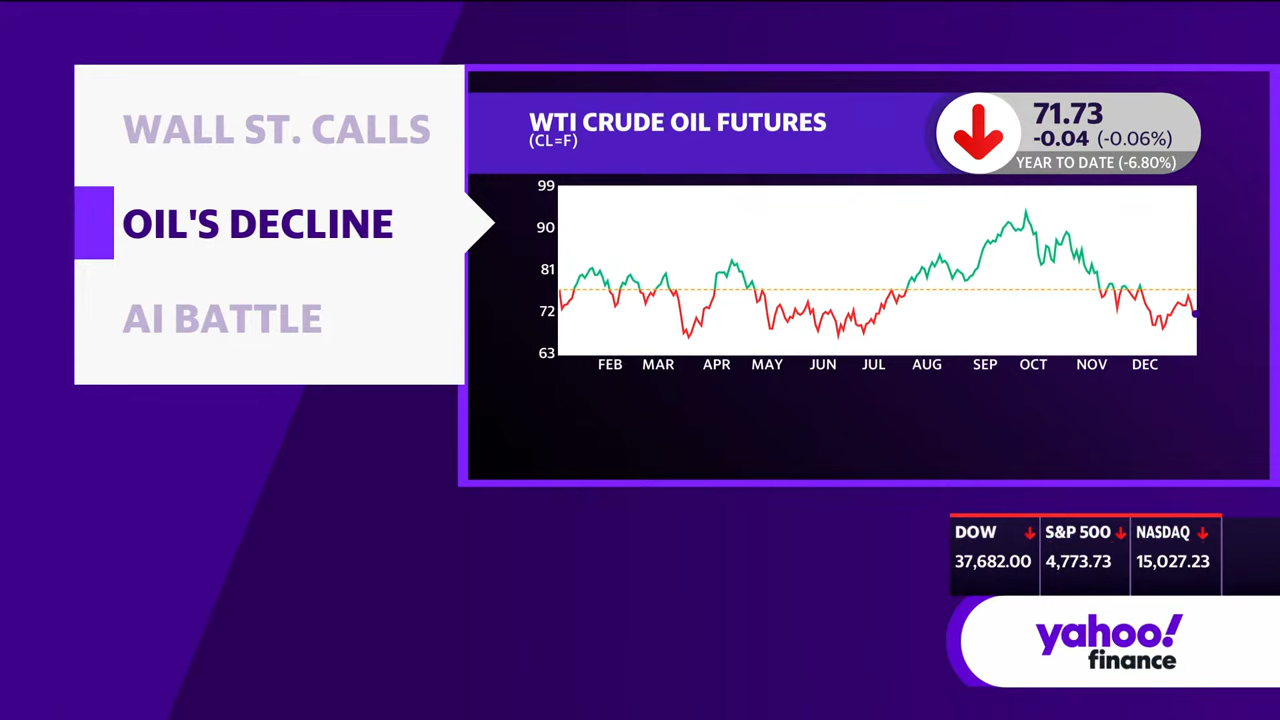 WALL ST. CALLS
OIL'S DECLINE
AI BATTLE
WTI CRUDE OIL FUTURES
(CL=F)
71.73
-0.04 (-0.06%)
YEAR TO DATE (-6.80%)
99
90
81
72
63
FEB MAR APR MAY JUN JUL AUG SEP OCT NOV DEC
DOW S&P 500 NASDAQ
37,682.00 4,773.73 15,027.23
yahoo!
finance